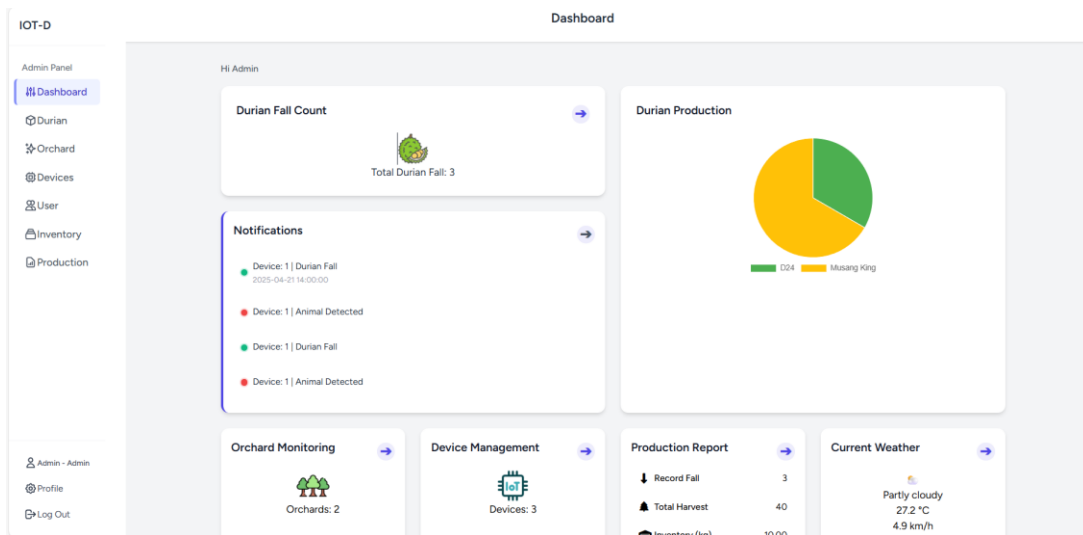 IOT-D
Dashboard
Admin Panel
Dashboard
Durian
Orchard
Devices
User
Inventory
Production
Admin - Admin
Profile
Log Out
Hi Admin
Durian Fall Count
Total Durian Fall: 3
Durian Production
D24 Musang King
Notifications
Device: 1 | Durian Fall
2025-04-21 14:00:00
Device: 1 | Animal Detected
Device: 1 | Durian Fall
Device: 1 | Animal Detected
Orchard Monitoring
Orchards: 2
Device Management
IoT
Devices: 3
Production Report
Record Fall 3
Total Harvest 40
Inventory (kg) 10.00
Current Weather
Partly cloudy
27.2 °C
4.9 km/h